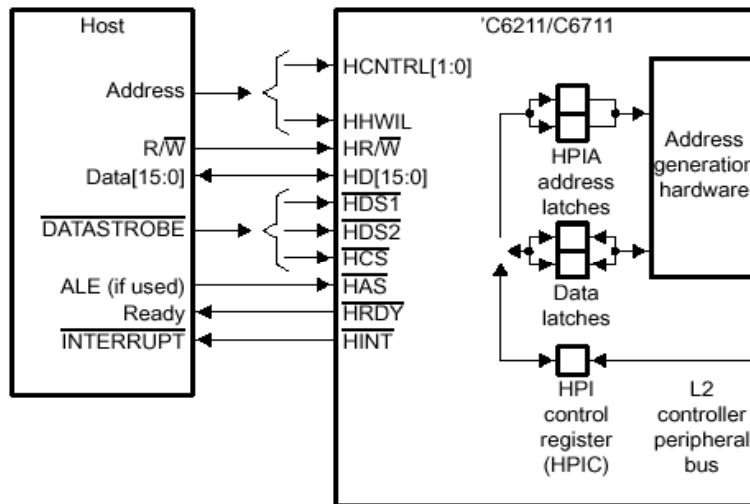 Host
'C6211/C6711
Address
HCNTRL[1:0]
HHWIL
R/W̅
HR/W̅
Data[15:0]
HD[15:0]
DATASTROBE
HDS1
HDS2
HCS
ALE (if used)
HAS
Ready
HRDY
INTERRUPT
HINT
HPIA
address
latches
Data
latches
Address
generation
hardware
HPI
control
register
(HPIC)
L2
controller
peripheral
bus